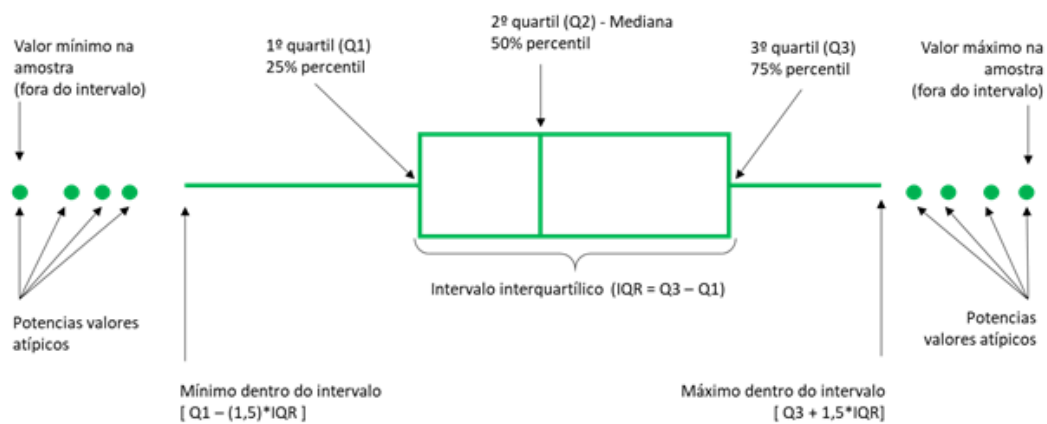 Valor mínimo na
amostra
(fora do intervalo)
1º quartil (Q1)
25% percentil
2º quartil (Q2) - Mediana
50% percentil
3º quartil (Q3)
75% percentil
Valor máximo na
amostra
(fora do intervalo)
Intervalo interquartílico (IQR = Q3 – Q1)
Potencias valores
atípicos
Potencias
valores atípicos
Mínimo dentro do intervalo
[ Q1 – (1,5)*IQR ]
Máximo dentro do intervalo
[ Q3 + 1,5*IQR]